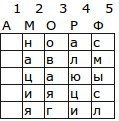 1 2 3 4 5
А М О Р Ф
н о а с
а в л м
ц а ю ы
и я ц с
я г и л